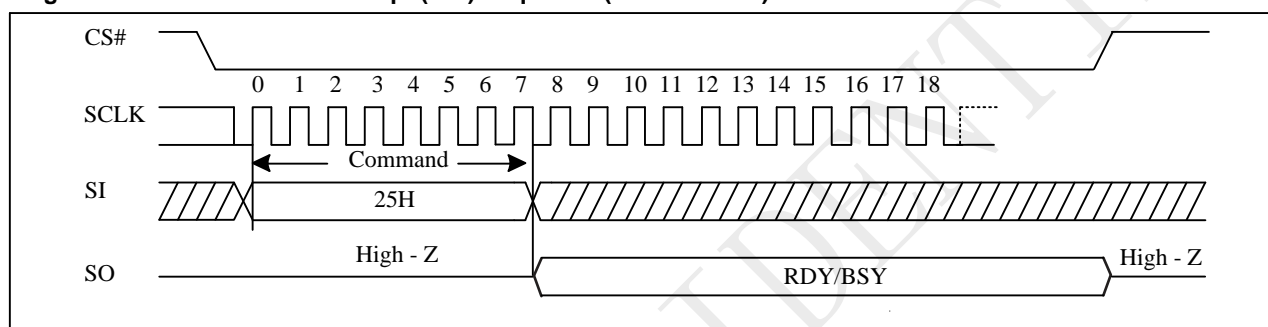 CS#
0 1 2 3 4 5 6 7 8 9 10 11 12 13 14 15 16 17 18
SCLK
Command
SI
25H
High - Z
High - Z
SO
RDY/BSY